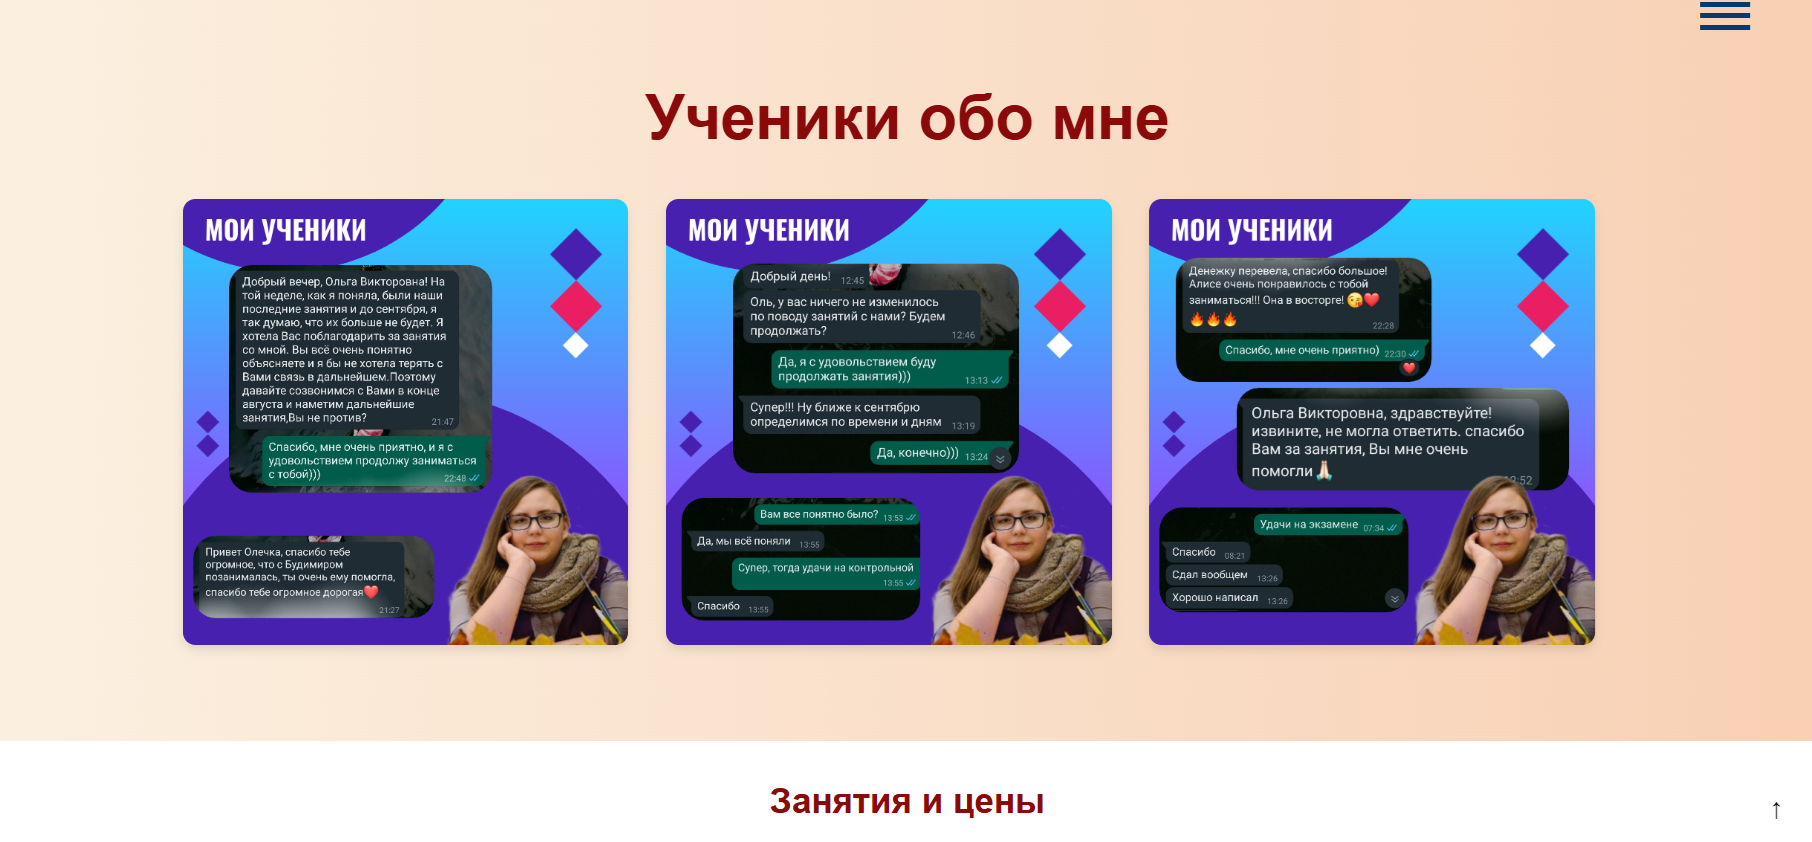 Ученики обо мне
МОИ УЧЕНИКИ
Добрый вечер, Ольга Викторовна! На
той неделе, как я поняла, были наши
последние занятия и до сентября, я
так думаю, что их больше не будет. Я
хотела Вас поблагодарить за занятия
со мной. Вы всё очень понятно
объясняете и я бы не хотела терять с
Вами связь в дальнейшем.Поэтому
давайте созвонимся с Вами в конце
августа и наметим дальнейшие
занятия,Вы не против?
21:47
Спасибо, мне очень приятно, и я с
удовольствием продолжу заниматься
с тобой)))
22:48
Привет Олечка, спасибо тебе
огромное, что с Будимиром
позанималась, ты очень ему помогла,
спасибо тебе огромное дорогая❤️
21:27
МОИ УЧЕНИКИ
Добрый день! 12:45
Оль, у вас ничего не изменилось
по поводу занятий с нами? Будем
продолжать?
12:46
Да, я с удовольствием буду
продолжать занятия)))
13:13
Супер!!! Ну ближе к сентябрю
определимся по времени и дням 13:19
Да, конечно))) 13:24
Вам все понятно было? 13:53
Да, мы всё поняли 13:55
Супер, тогда удачи на контрольной
13:55
Спасибо 13:55
МОИ УЧЕНИКИ
Денежку перевела, спасибо большое!
Алисе очень понравилось с тобой
заниматься!!! Она в восторге! 😘❤️
🔥🔥🔥
22:28
Спасибо, мне очень приятно) 22:30
❤️
Ольга Викторовна, здравствуйте!
извините, не могла ответить. спасибо
Вам за занятия, Вы мне очень
помогли🙏🏻
Удачи на экзамене 07:34
Спасибо 08:21
Сдал вообщем 13:26
Хорошо написал 13:26
Занятия и цены
↑